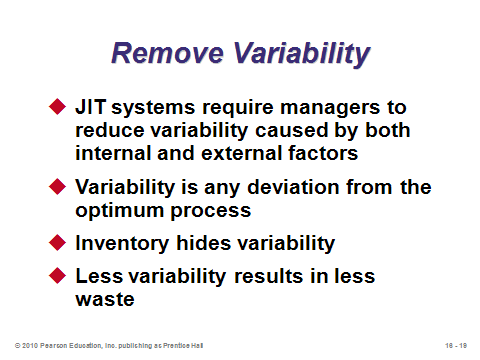 Remove Variability
JIT systems require managers to
reduce variability caused by both
internal and external factors
Variability is any deviation from the
optimum process
Inventory hides variability
Less variability results in less
waste
© 2010 Pearson Education, Inc. publishing as Prentice Hall
16 - 19